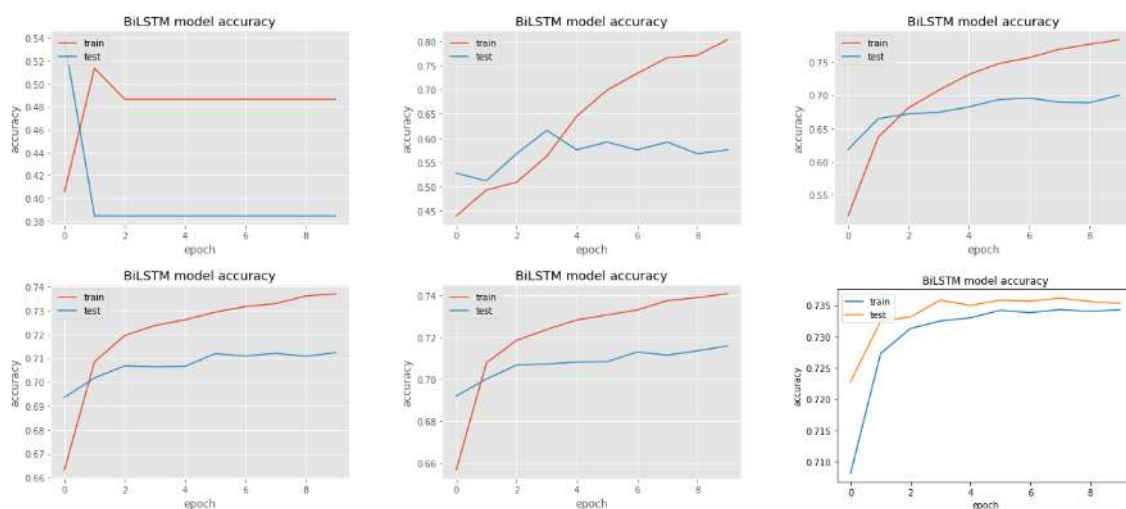 BiLSTM model accuracy
train
test
accuracy
0.54
0.52
0.50
0.48
0.46
0.44
0.42
0.40
0.38
0 2 4 6 8
epoch
BiLSTM model accuracy
train
test
accuracy
0.80
0.75
0.70
0.65
0.60
0.55
0.50
0.45
0 2 4 6 8
epoch
BiLSTM model accuracy
train
test
accuracy
0.75
0.70
0.65
0.60
0.55
0 2 4 6 8
epoch
BiLSTM model accuracy
train
test
accuracy
0.74
0.73
0.72
0.71
0.70
0.69
0.68
0.67
0.66
0 2 4 6 8
epoch
BiLSTM model accuracy
train
test
accuracy
0.74
0.72
0.70
0.68
0.66
0 2 4 6 8
epoch
BiLSTM model accuracy
train
test
accuracy
0.735
0.730
0.725
0.720
0.715
0.710
0 2 4 6 8
epoch